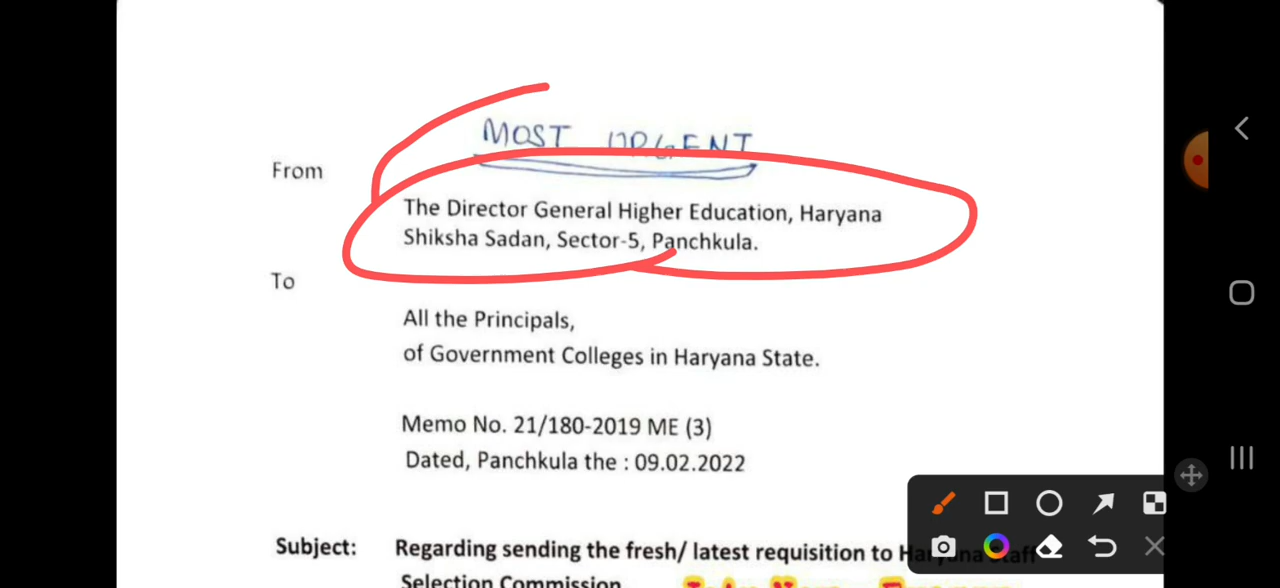 MOST URGENT
From
The Director General Higher Education, Haryana
Shiksha Sadan, Sector-5, Panchkula.
To
All the Principals,
of Government Colleges in Haryana State.
Memo No. 21/180-2019 ME (3)
Dated, Panchkula the : 09.02.2022
Subject: Regarding sending the fresh/ latest requisition to Haryana Staff
Selection Commission